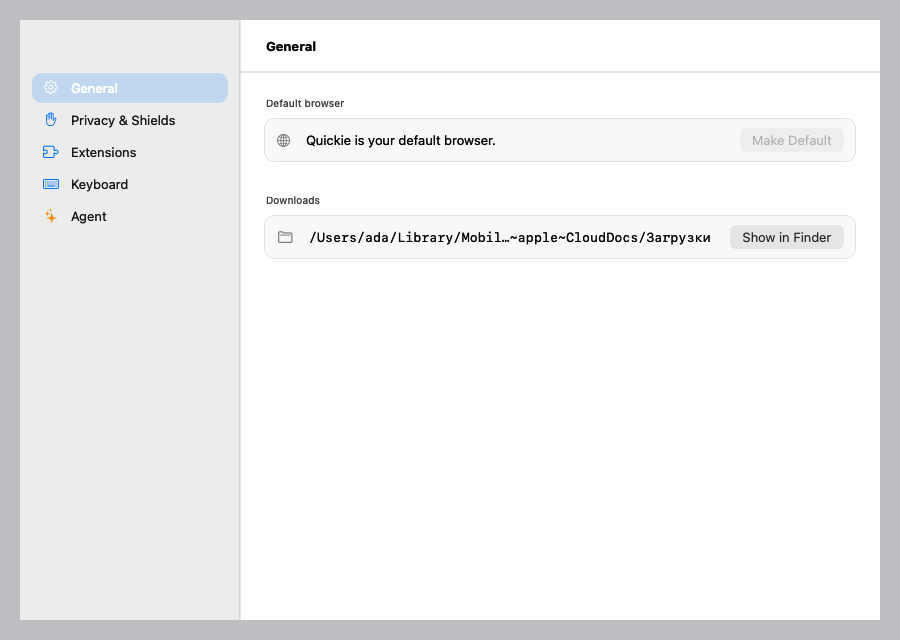 General
General
Privacy & Shields
Extensions
Keyboard
Agent
Default browser
Quickie is your default browser.
Make Default
Downloads
/Users/ada/Library/Mobil…~apple~CloudDocs/Загрузки
Show in Finder